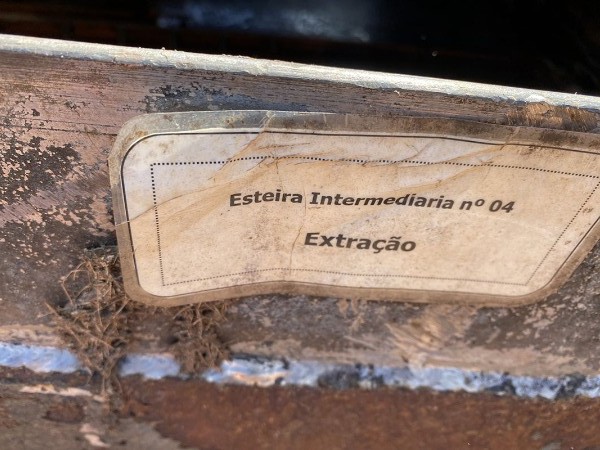 Esteira Intermediaria nº 04
Extração